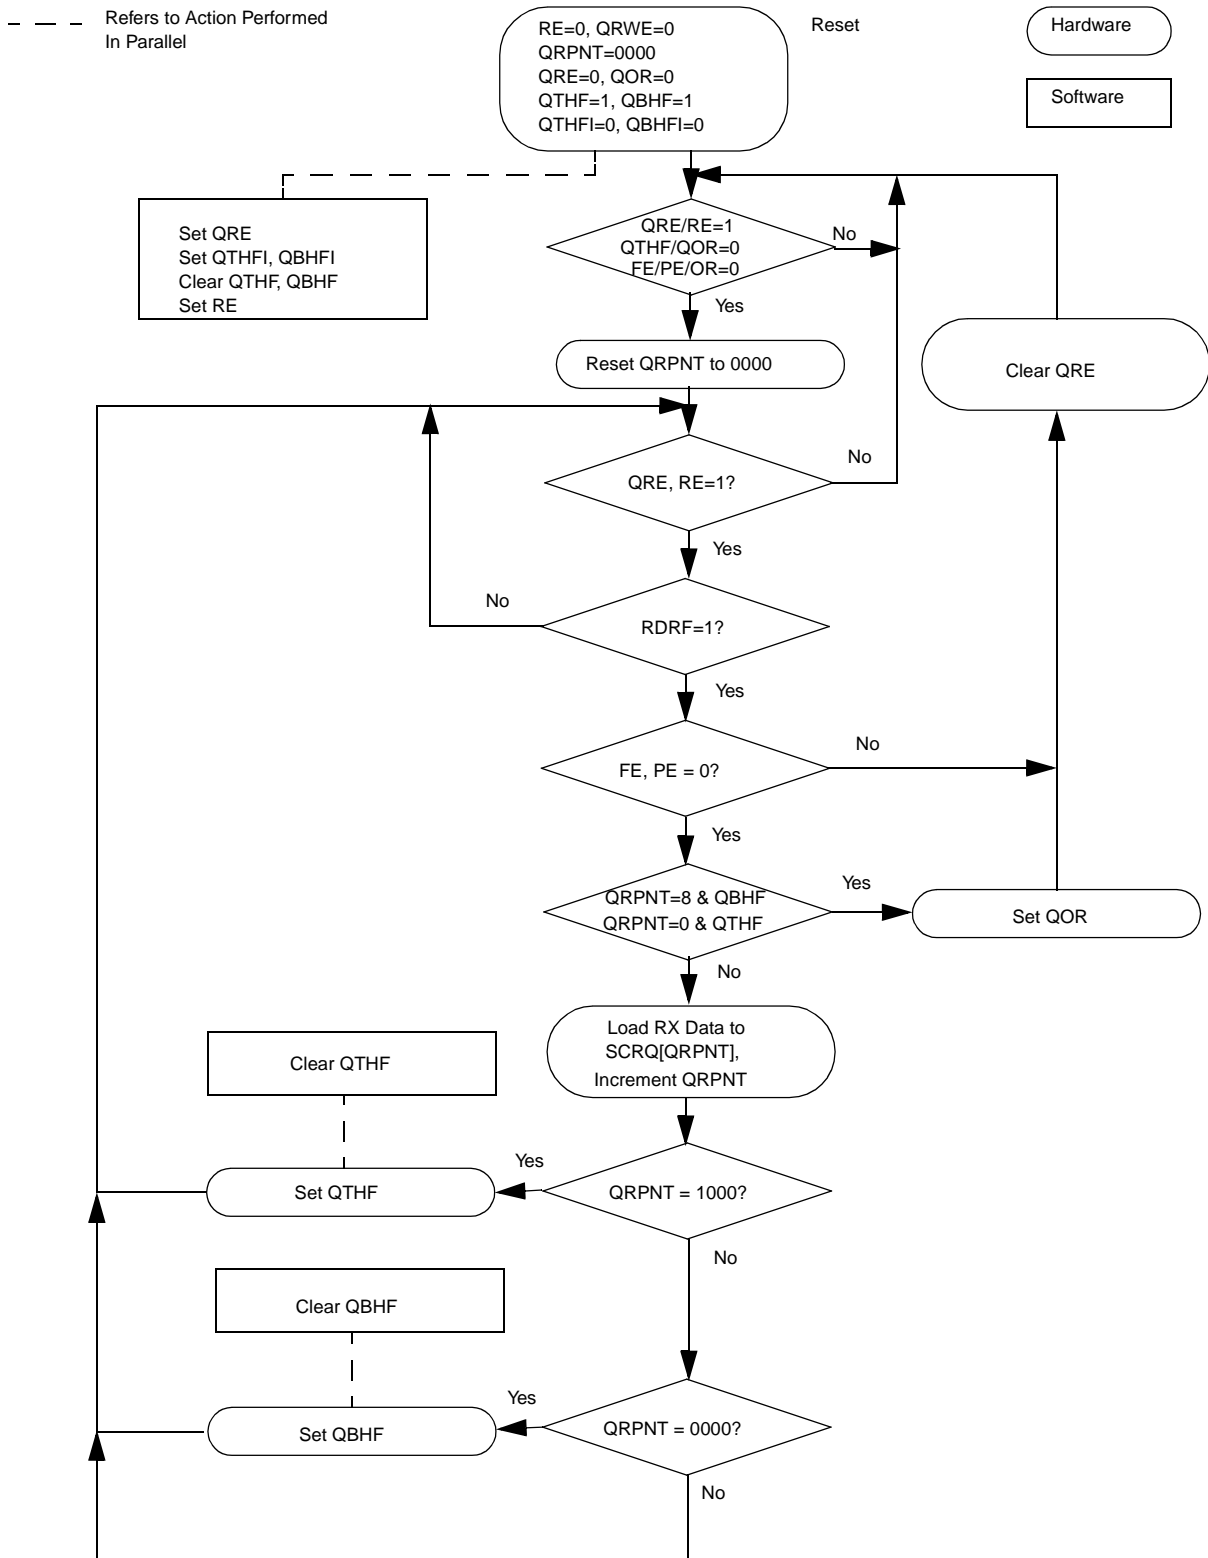 Refers to Action Performed
In Parallel
RE=0, QRWE=0
QRPNT=0000
QRE=0, QOR=0
QTHF=1, QBHF=1
QTHFI=0, QBHFI=0
Reset
Hardware
Software
Set QRE
Set QTHFI, QBHFI
Clear QTHF, QBHF
Set RE
QRE/RE=1
QTHF/QOR=0
FE/PE/OR=0
No
Yes
Reset QRPNT to 0000
Clear QRE
QRE, RE=1?
No
Yes
RDRF=1?
No
Yes
FE, PE = 0?
No
Yes
QRPNT=8 & QBHF
QRPNT=0 & QTHF
Yes
Set QOR
No
Load RX Data to
SCRQ[QRPNT],
Increment QRPNT
Clear QTHF
Set QTHF
Yes
QRPNT = 1000?
No
Clear QBHF
Set QBHF
Yes
QRPNT = 0000?
No